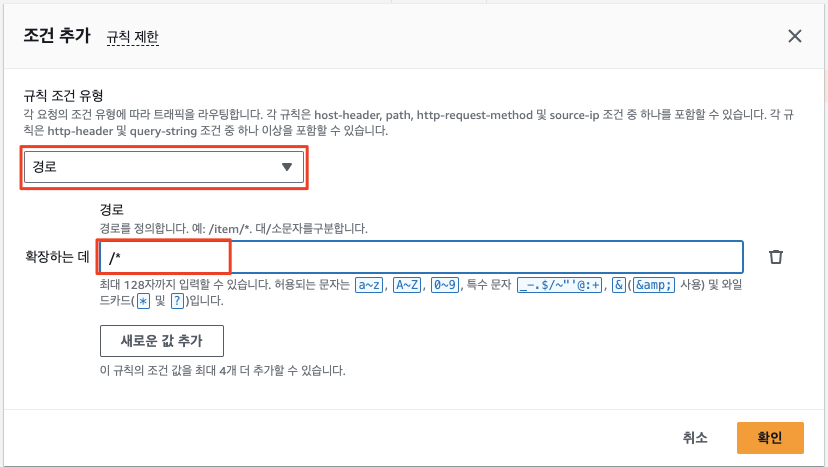 조건 추가 규칙 제한
규칙 조건 유형
각 요청의 조건 유형에 따라 트래픽을 라우팅합니다. 각 규칙은 host-header, path, http-request-method 및 source-ip 조건 중 하나를 포함할 수 있습니다. 각 규
칙은 http-header 및 query-string 조건 중 하나 이상을 포함할 수 있습니다.
경로
경로
경로를 정의합니다. 예: /item/*. 대/소문자를구분합니다.
확장하는 데 /*
최대 128자까지 입력할 수 있습니다. 허용되는 문자는 a~z, A~Z, 0~9, 특수 문자 _-.$/~"'@:+, &(&amp; 사용) 및 와일
드카드(* 및 ?)입니다.
새로운 값 추가
이 규칙의 조건 값을 최대 4개 더 추가할 수 있습니다.
취소 확인